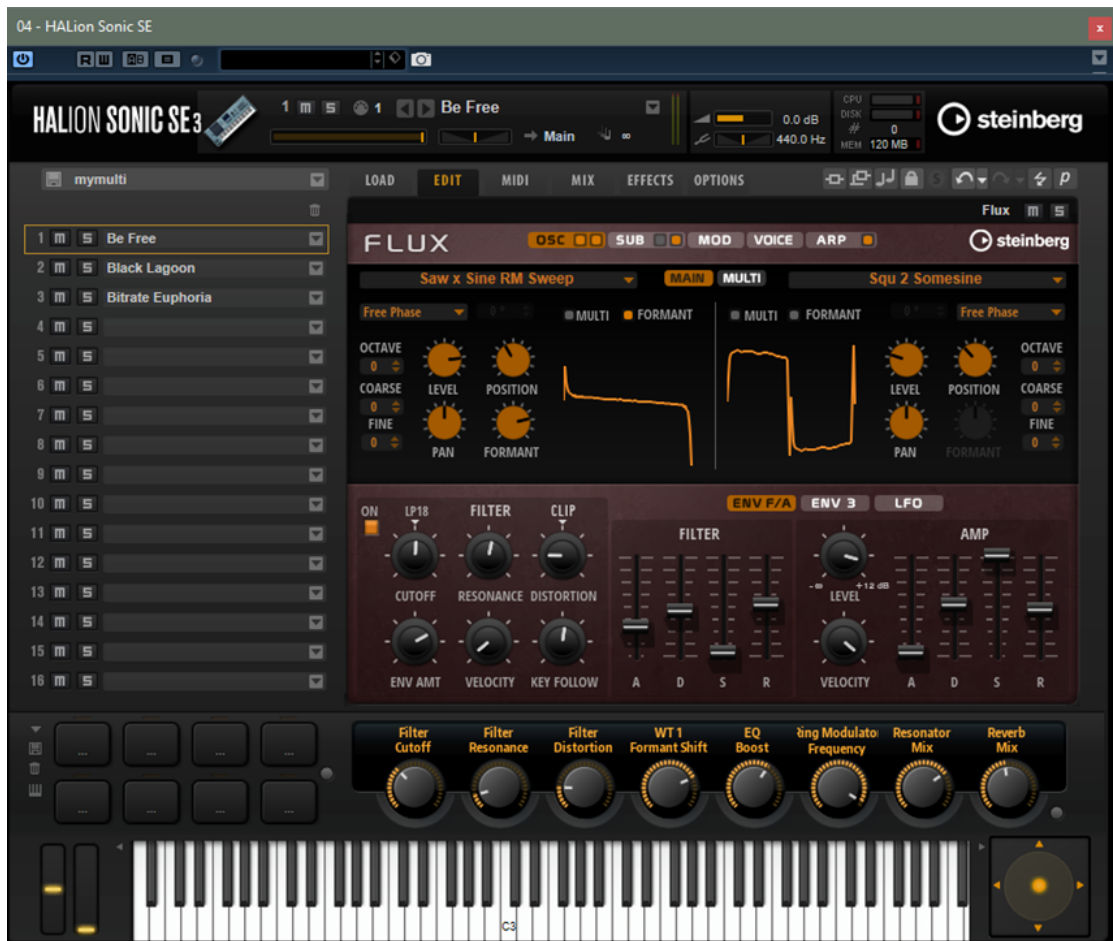 04 - HALion Sonic SE
x
R W A B
HALION SONIC SE 3
1 m S 1 Be Free
Main ∞
0.0 dB
440.0 Hz
CPU
DISK
# 0
MEM 120 MB
steinberg
mymulti
LOAD EDIT MIDI MIX EFFECTS OPTIONS
S p
Flux m S
1 m S Be Free
2 m S Black Lagoon
3 m S Bitrate Euphoria
4 m S
5 m S
6 m S
7 m S
8 m S
9 m S
10 m S
11 m S
12 m S
13 m S
14 m S
15 m S
16 m S
FLUX OSC SUB MOD VOICE ARP steinberg
Saw x Sine RM Sweep MAIN MULTI Squ 2 Somesine
Free Phase 0 ° MULTI FORMANT MULTI FORMANT 0 ° Free Phase
OCTAVE
0
COARSE
0
FINE
0
LEVEL POSITION
PAN FORMANT
LEVEL POSITION
PAN FORMANT
OCTAVE
0
COARSE
0
FINE
0
ON LP18 FILTER CLIP
CUTOFF RESONANCE DISTORTION
ENV AMT VELOCITY KEY FOLLOW
ENV F/A ENV 3 LFO
FILTER
A D S R
-∞ +12 dB
LEVEL
VELOCITY
AMP
A D S R
... ... ... ...
... ... ... ...
Filter Cutoff
Filter Resonance
Filter Distortion
WT 1 Formant Shift
EQ Boost
Ring Modulato Frequency
Resonator Mix
Reverb Mix
C3